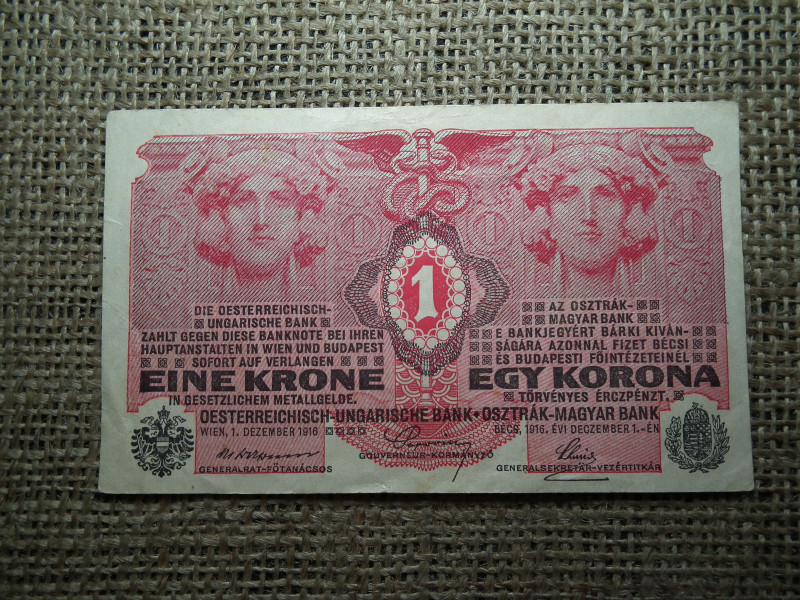 1
DIE OESTERREICHISCH-
UNGARISCHE BANK
ZAHLT GEGEN DIESE BANKNOTE BEI IHREN
HAUPTANSTALTEN IN WIEN UND BUDAPEST
SOFORT AUF VERLANGEN
EINE KRONE
IN GESETZLICHEM METALLGELDE.
AZ OSZTRÁK-
MAGYAR BANK
E BANKJEGYÉRT BÁRKI KIVÁN-
SÁGÁRA AZONNAL FIZET BÉCSI
ÉS BUDAPESTI FŐINTÉZETEINÉL
EGY KORONA
TÖRVÉNYES ÉRCZPÉNZT.
OESTERREICHISCH-UNGARISCHE BANK • OSZTRÁK-MAGYAR BANK
WIEN, 1. DEZEMBER 1916
BÉCS, 1916. ÉVI DECZEMBER 1.-ÉN
GENERALRAT-FŐTANÁCSOS
GOUVERNEUR-KORMÁNYZÓ
GENERALSEKRETÄR-VEZÉRTITKÁR